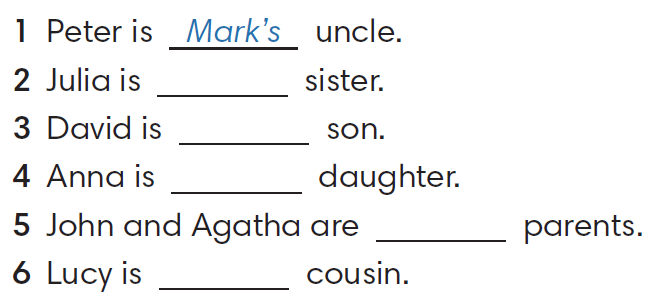 1 Peter is Mark's uncle.
2 Julia is ________ sister.
3 David is ________ son.
4 Anna is ________ daughter.
5 John and Agatha are ________ parents.
6 Lucy is ________ cousin.